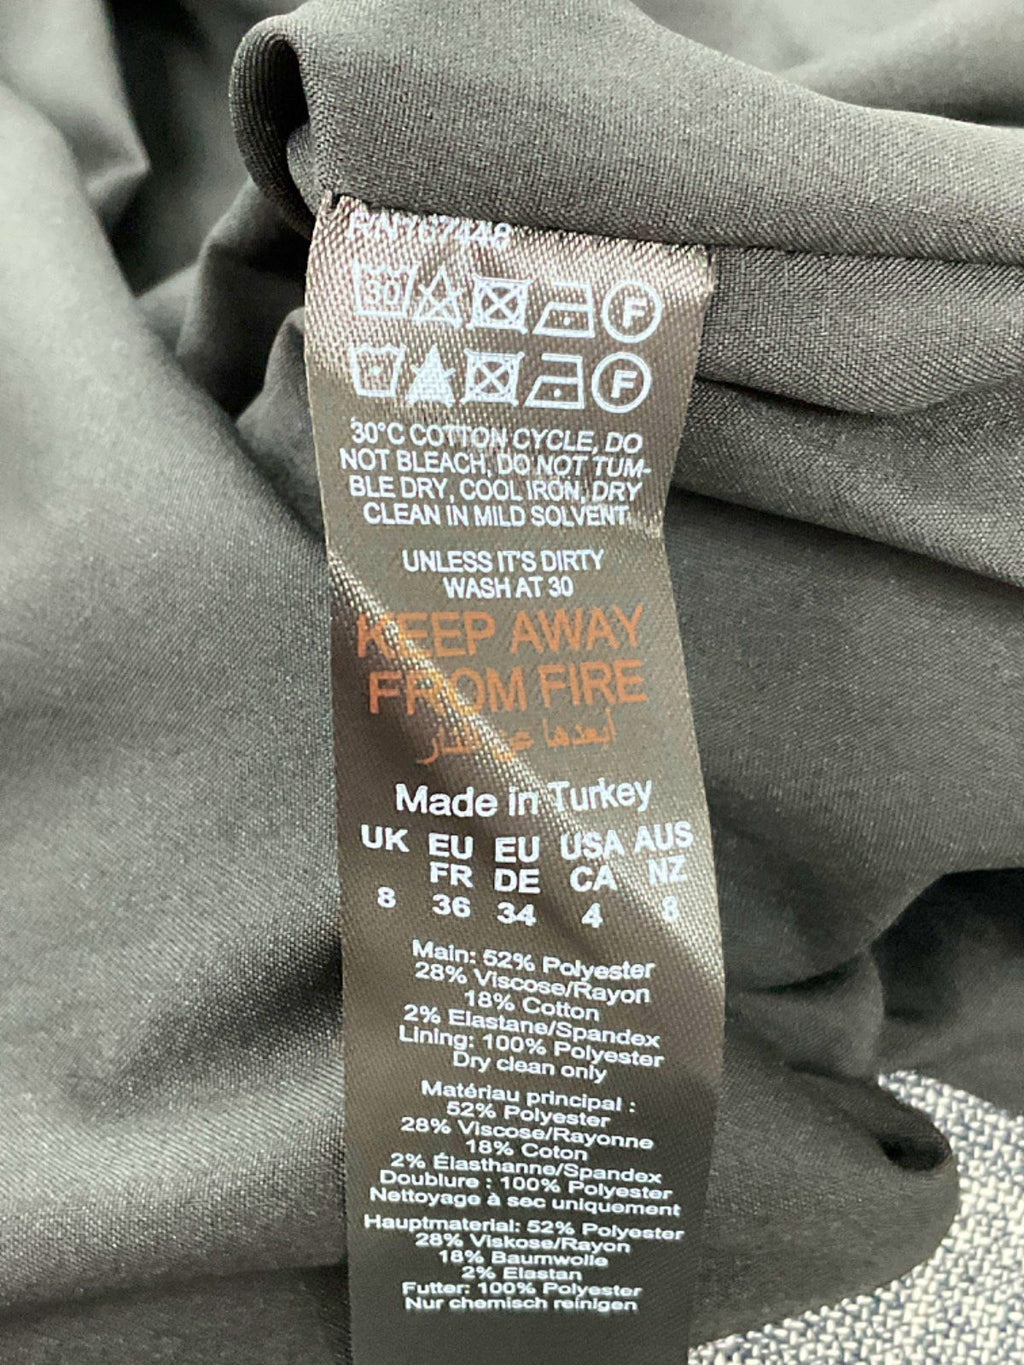 RN167448
30
F
F
30°C COTTON CYCLE, DO
NOT BLEACH, DO NOT TUM-
BLE DRY, COOL IRON, DRY
CLEAN IN MILD SOLVENT
UNLESS IT'S DIRTY
WASH AT 30
KEEP AWAY
FROM FIRE
أبعدها عن النار
Made in Turkey
UK EU EU USA AUS
FR DE CA NZ
8 36 34 4 8
Main: 52% Polyester
28% Viscose/Rayon
18% Cotton
2% Elastane/Spandex
Lining: 100% Polyester
Dry clean only
Matériau principal :
52% Polyester
28% Viscose/Rayonne
18% Coton
2% Élasthanne/Spandex
Doublure : 100% Polyester
Nettoyage à sec uniquement
Hauptmaterial: 52% Polyester
28% Viskose/Rayon
18% Baumwolle
2% Elastan
Futter: 100% Polyester
Nur chemisch reinigen